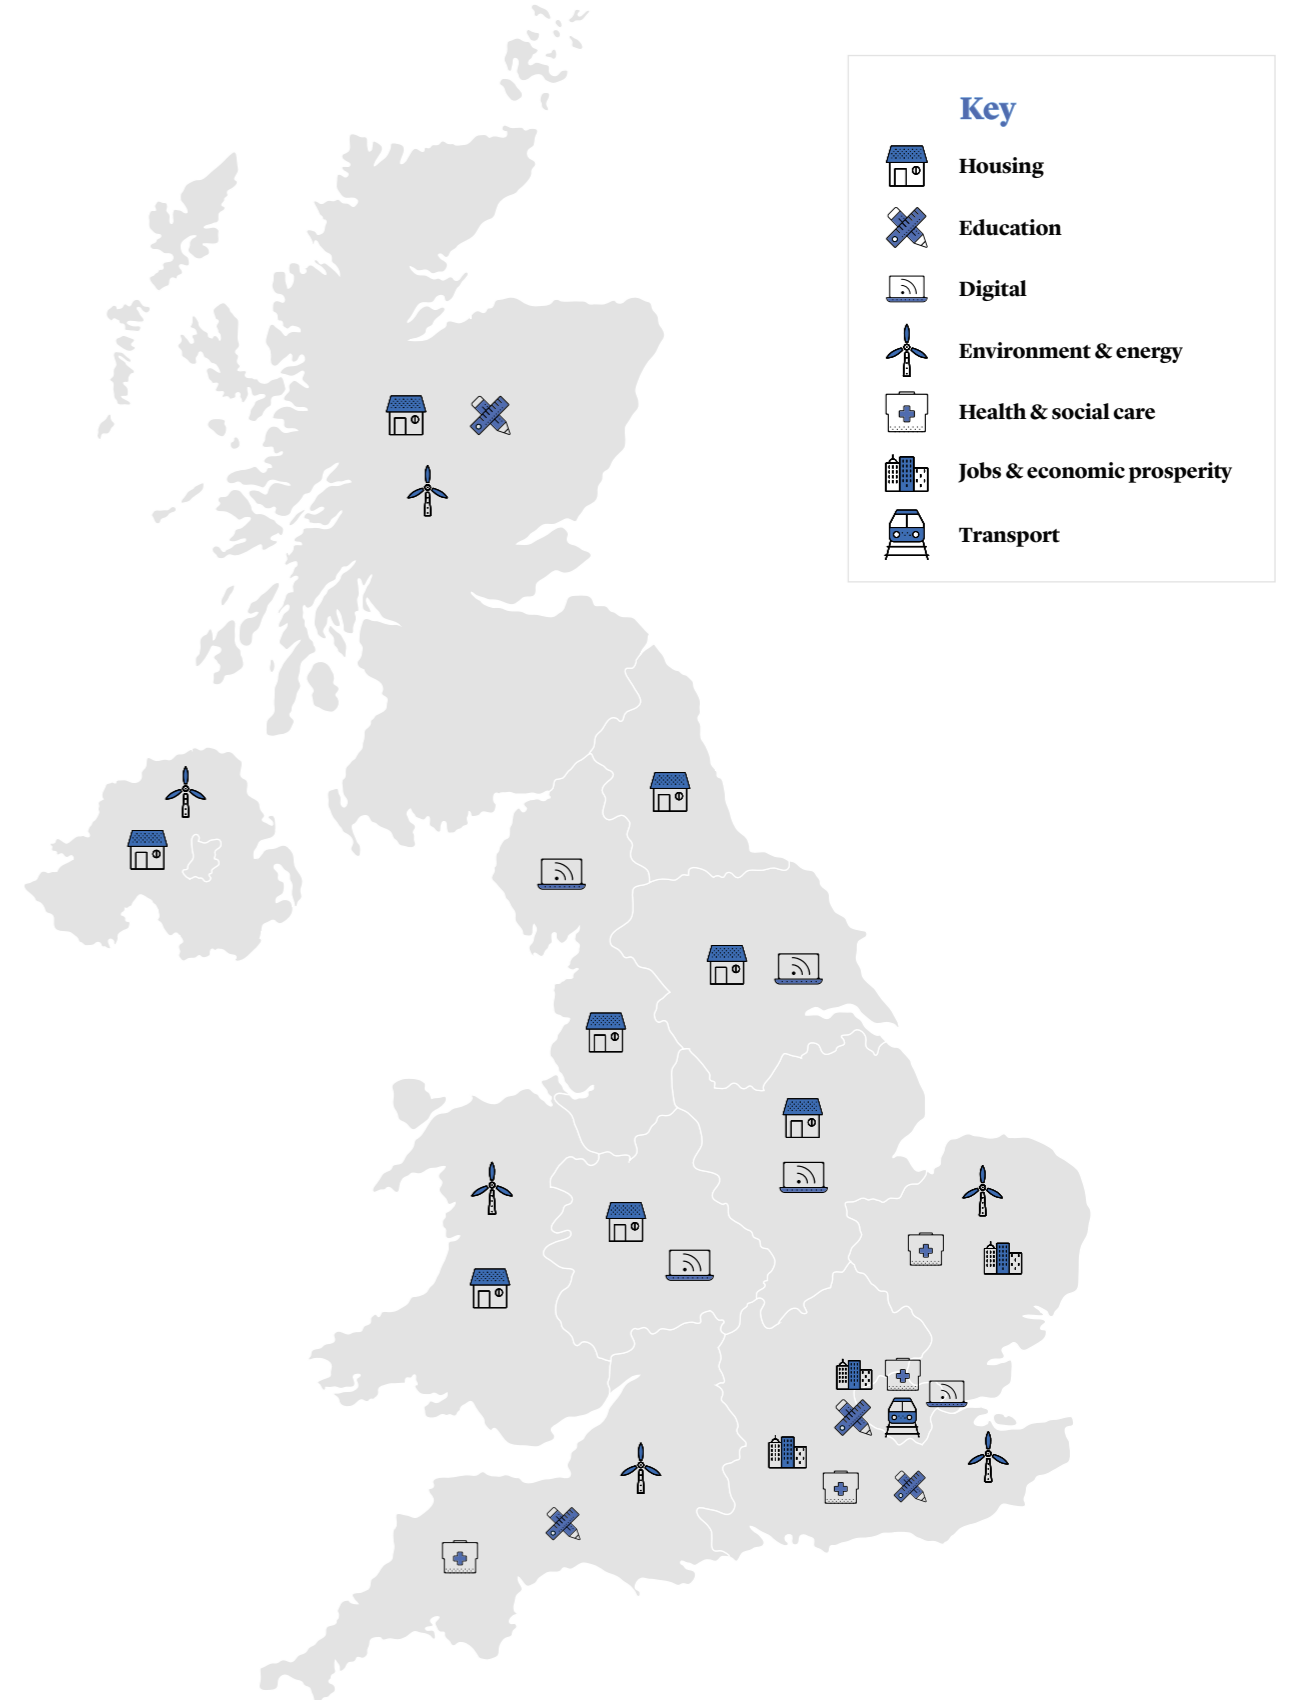 Key
Housing
Education
Digital
Environment & energy
Health & social care
Jobs & economic prosperity
Transport